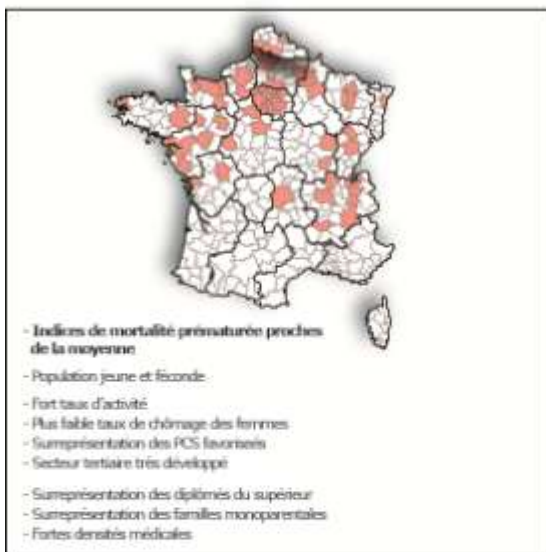 - Indices de mortalité prématurée proches
de la moyenne
- Population jeune et féconde
- Fort taux d'activité
- Plus faible taux de chômage des femmes
- Surreprésentation des PCS favorisées
- Secteur tertiaire très développé
- Surreprésentation des diplômés du supérieur
- Surreprésentation des familles monoparentales
- Fortes densités médicales